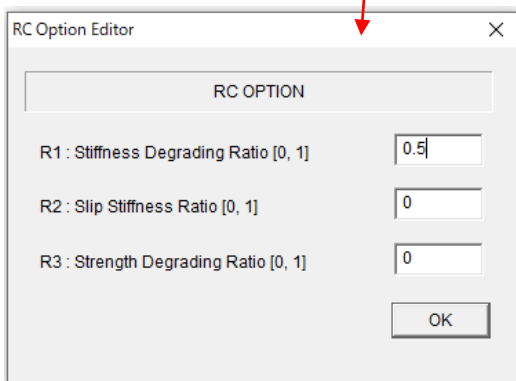 RC Option Editor
RC OPTION
R1 : Stiffness Degrading Ratio [0, 1] 0.5
R2 : Slip Stiffness Ratio [0, 1] 0
R3 : Strength Degrading Ratio [0, 1] 0
OK